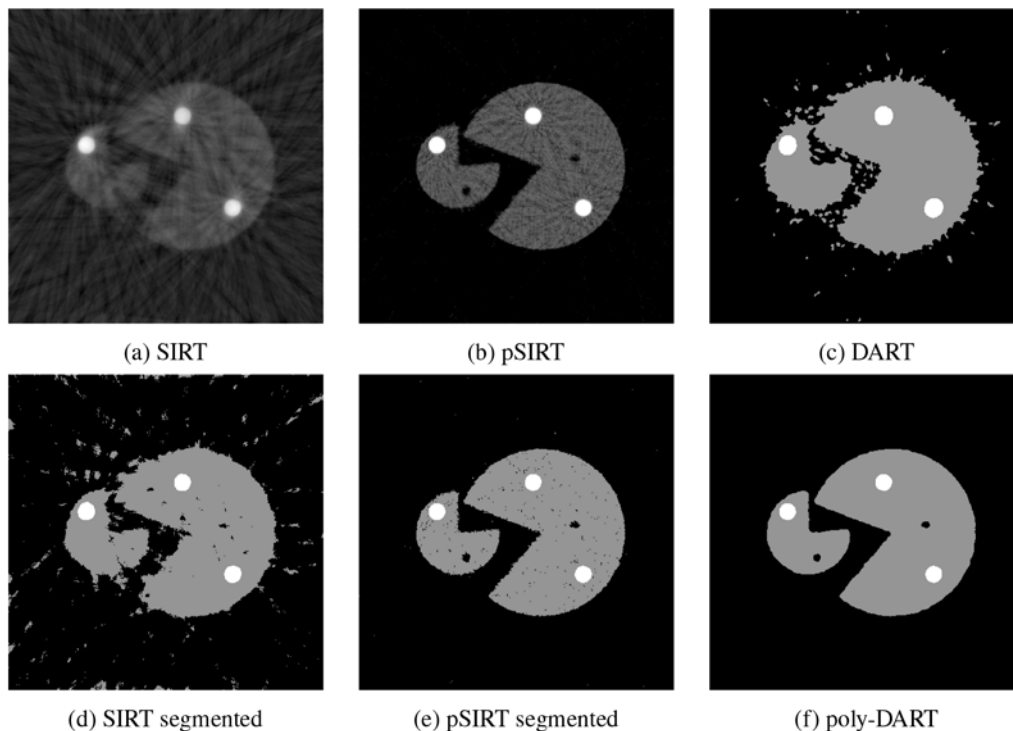 (a) SIRT
(b) pSIRT
(c) DART
(d) SIRT segmented
(e) pSIRT segmented
(f) poly-DART